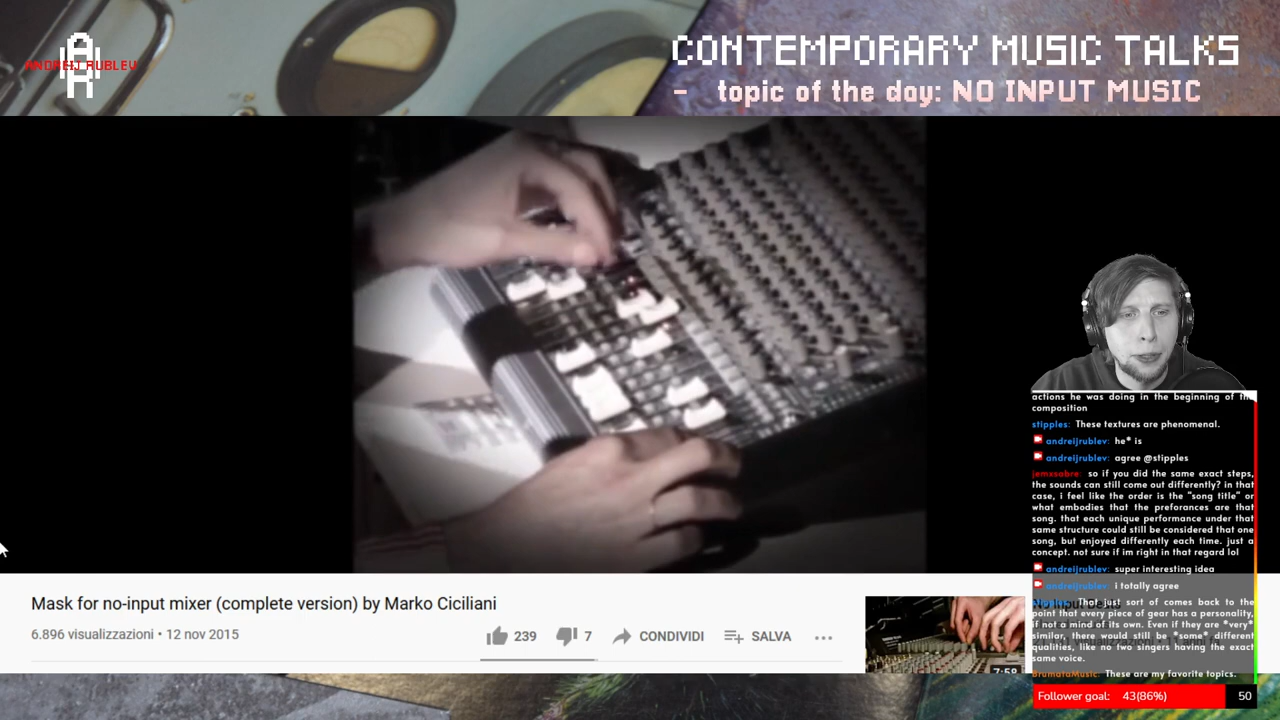 ANDREIJ RUBLEV
CONTEMPORARY MUSIC TALKS
- topic of the day: NO INPUT MUSIC
actions he was doing in the beginning of the
composition
stipples: These textures are phenomenal.
andreijrublev: he* is
andreijrublev: agree @stipples
jemxsabre: so if you did the same exact steps,
the sounds can still come out differently? in that
case, i feel like the order is the "song title" or
what embodies that the preforances are that
song. that each unique performance under that
same structure could still be considered that one
song, but enjoyed differently each time. just a
concept. not sure if im right in that regard lol
andreijrublev: super interesting idea
andreijrublev: i totally agree
stipples: That just sort of comes back to the
point that every piece of gear has a personality,
if not a mind of its own. Even if they are *very*
similar, there would still be *some* different
qualities, like no two singers having the exact
same voice.
BrumataMusic: These are my favorite topics.
Follower goal: 43(86%) 50
Mask for no-input mixer (complete version) by Marko Ciciliani
6.896 visualizzazioni • 12 nov 2015
239 7 CONDIVIDI SALVA
7:58